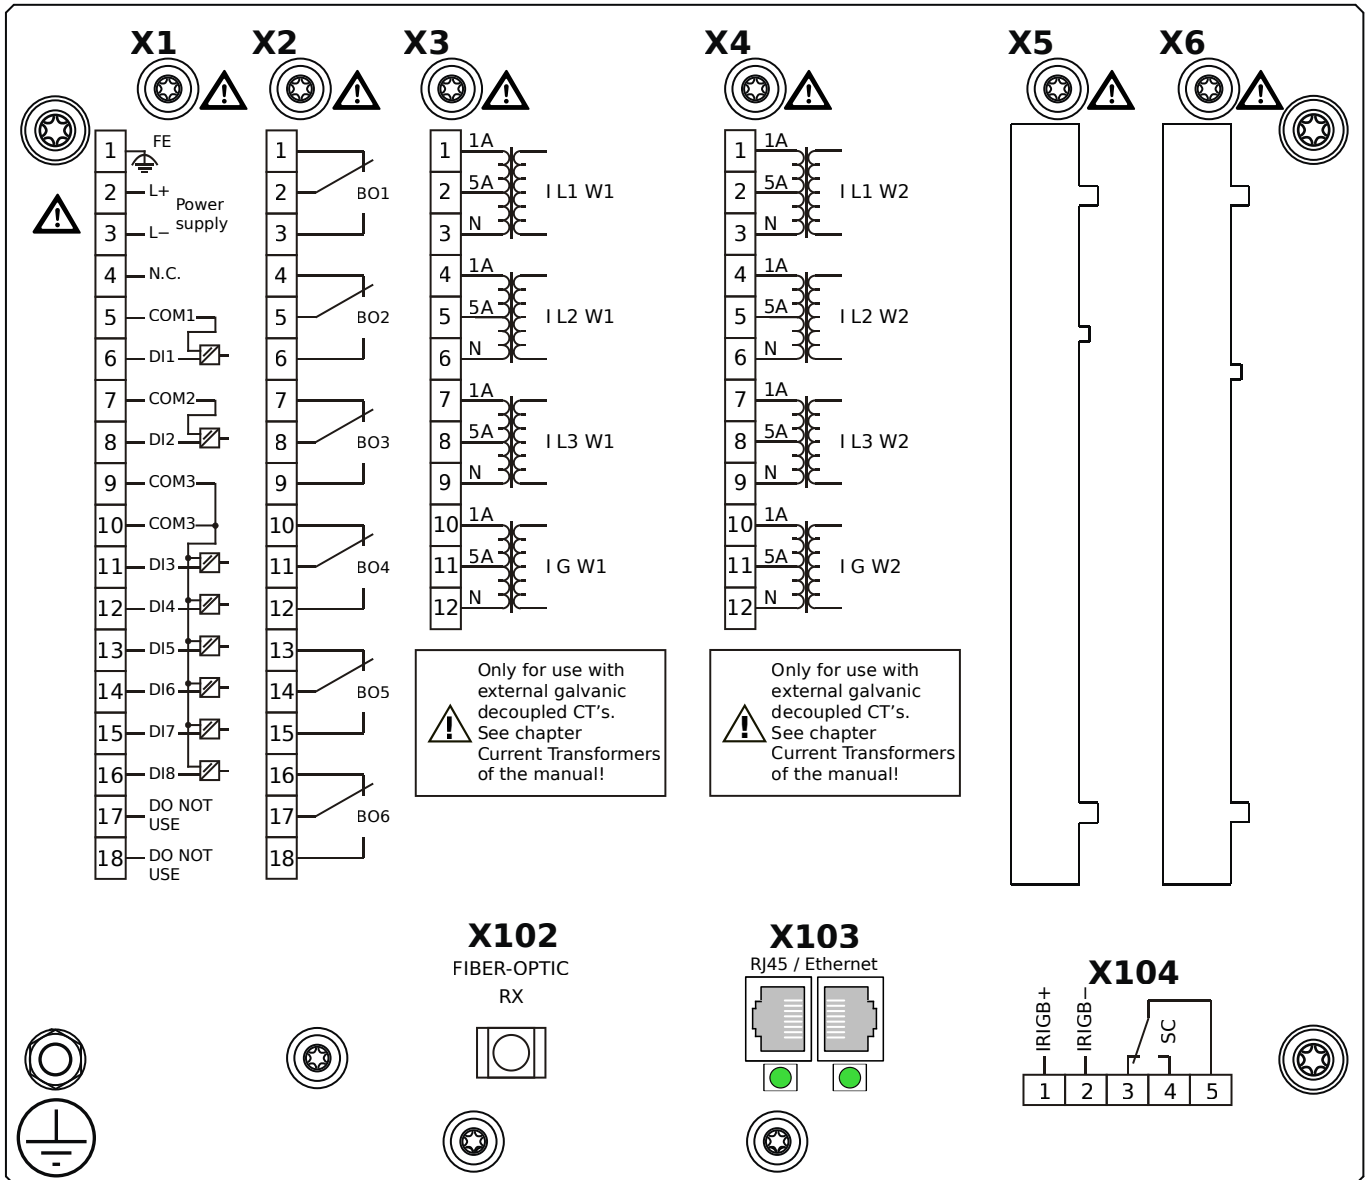 X1
X2
X3
X4
X5
X6
1 FE
2 L+
Power
supply
3 L−
4 N.C.
5 COM1
6 DI1
7 COM2
8 DI2
9 COM3
10 COM3
11 DI3
12 DI4
13 DI5
14 DI6
15 DI7
16 DI8
17 DO NOT
USE
18 DO NOT
USE
1
2 BO1
3
4
5 BO2
6
7
8 BO3
9
10
11 BO4
12
13
14 BO5
15
16
17 BO6
18
1 1A
2 5A I L1 W1
3 N
4 1A
5 5A I L2 W1
6 N
7 1A
8 5A I L3 W1
9 N
10 1A
11 5A I G W1
12 N
Only for use with
external galvanic
decoupled CT's.
See chapter
Current Transformers
of the manual!
1 1A
2 5A I L1 W2
3 N
4 1A
5 5A I L2 W2
6 N
7 1A
8 5A I L3 W2
9 N
10 1A
11 5A I G W2
12 N
Only for use with
external galvanic
decoupled CT's.
See chapter
Current Transformers
of the manual!
X102
FIBER-OPTIC
RX
X103
RJ45 / Ethernet
X104
IRIGB+
IRIGB−
SC
1 2 3 4 5